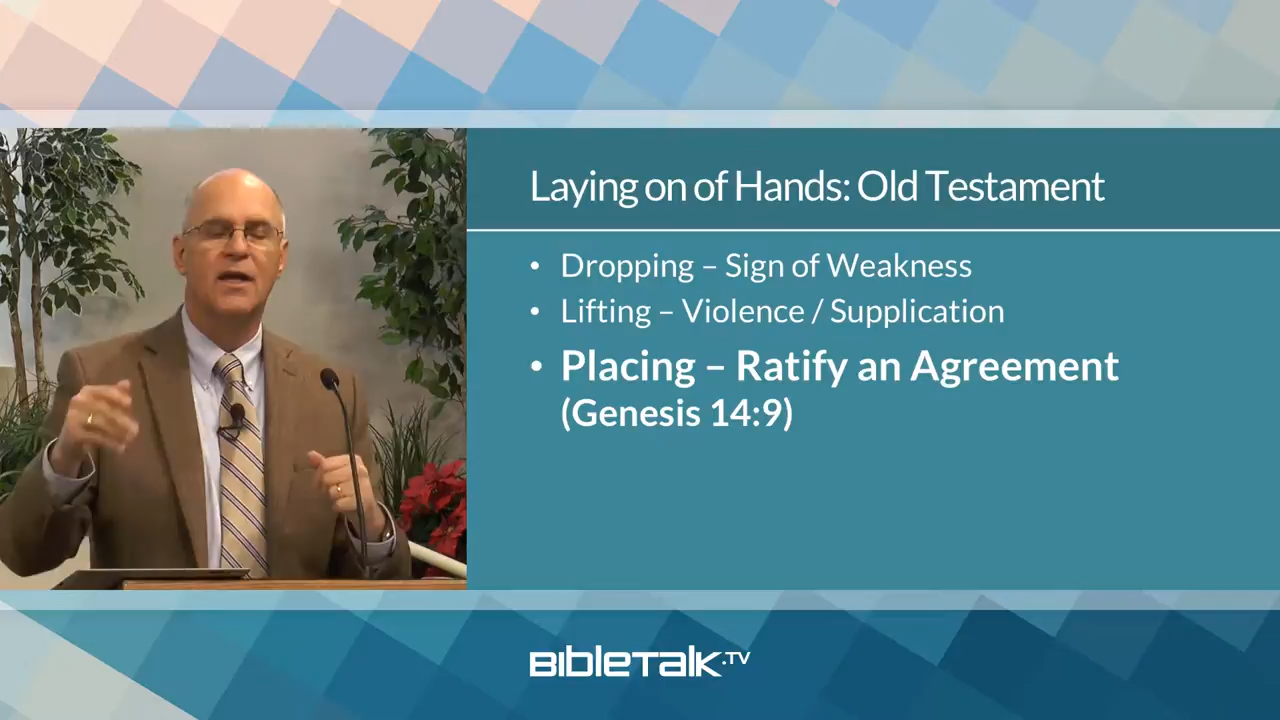 Laying on of Hands: Old Testament
• Dropping – Sign of Weakness
• Lifting – Violence / Supplication
• Placing – Ratify an Agreement
(Genesis 14:9)
BIBLETALK.TV